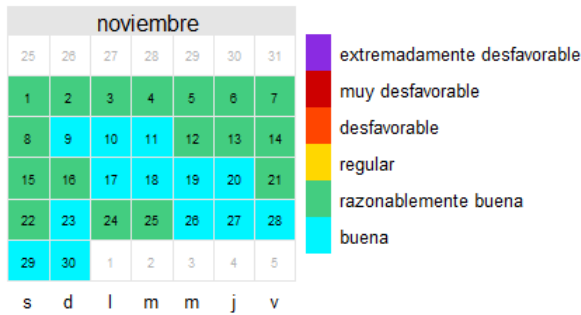 noviembre
25 26 27 28 29 30 31
1 2 3 4 5 6 7
8 9 10 11 12 13 14
15 16 17 18 19 20 21
22 23 24 25 26 27 28
29 30 1 2 3 4 5
s d l m m j v
extremadamente desfavorable
muy desfavorable
desfavorable
regular
razonablemente buena
buena